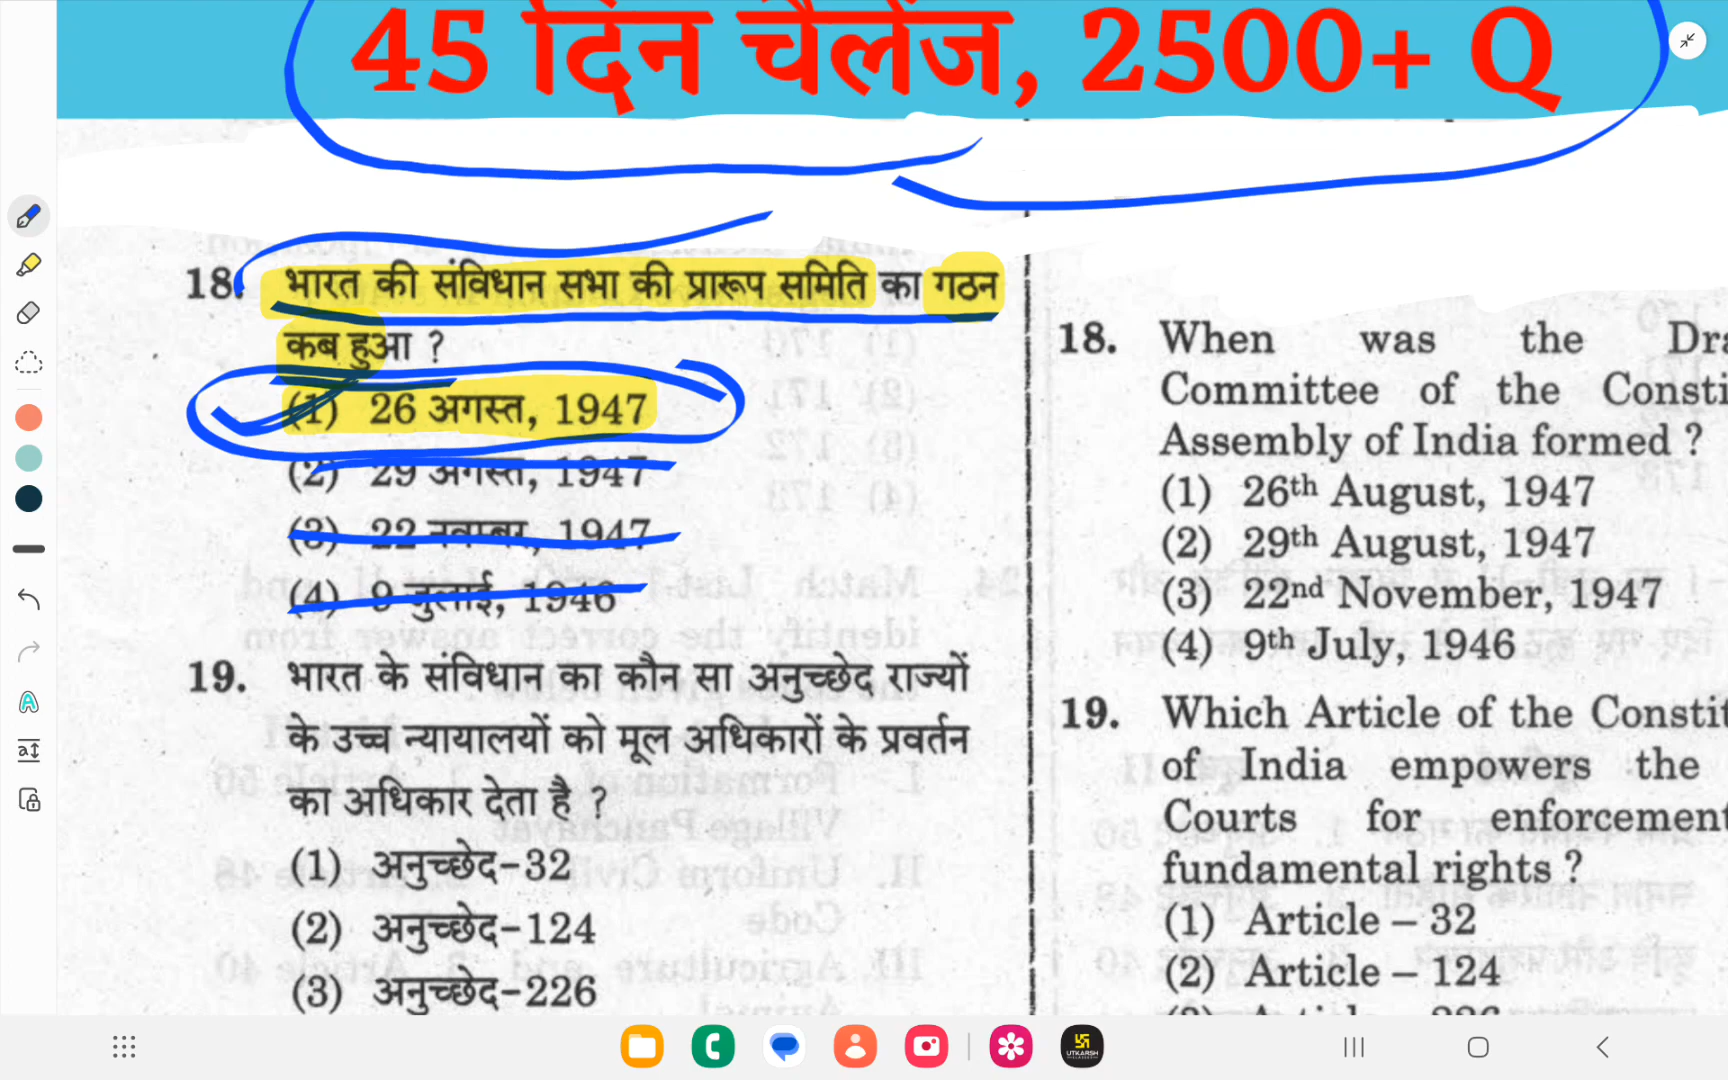 45 दिन चैलेंज, 2500+ Q
18. भारत की संविधान सभा की प्रारूप समिति का गठन
कब हुआ ?
(1) 26 अगस्त, 1947
(2) 29 अगस्त, 1947
(3) 22 नवम्बर, 1947
(4) 9 जुलाई, 1946
19. भारत के संविधान का कौन सा अनुच्छेद राज्यों
के उच्च न्यायालयों को मूल अधिकारों के प्रवर्तन
का अधिकार देता है ?
(1) अनुच्छेद-32
(2) अनुच्छेद-124
(3) अनुच्छेद-226
18. When was the Dra
Committee of the Consti
Assembly of India formed ?
(1) 26th August, 1947
(2) 29th August, 1947
(3) 22nd November, 1947
(4) 9th July, 1946
19. Which Article of the Constit
of India empowers the
Courts for enforcement
fundamental rights ?
(1) Article – 32
(2) Article – 124
UTKARSH